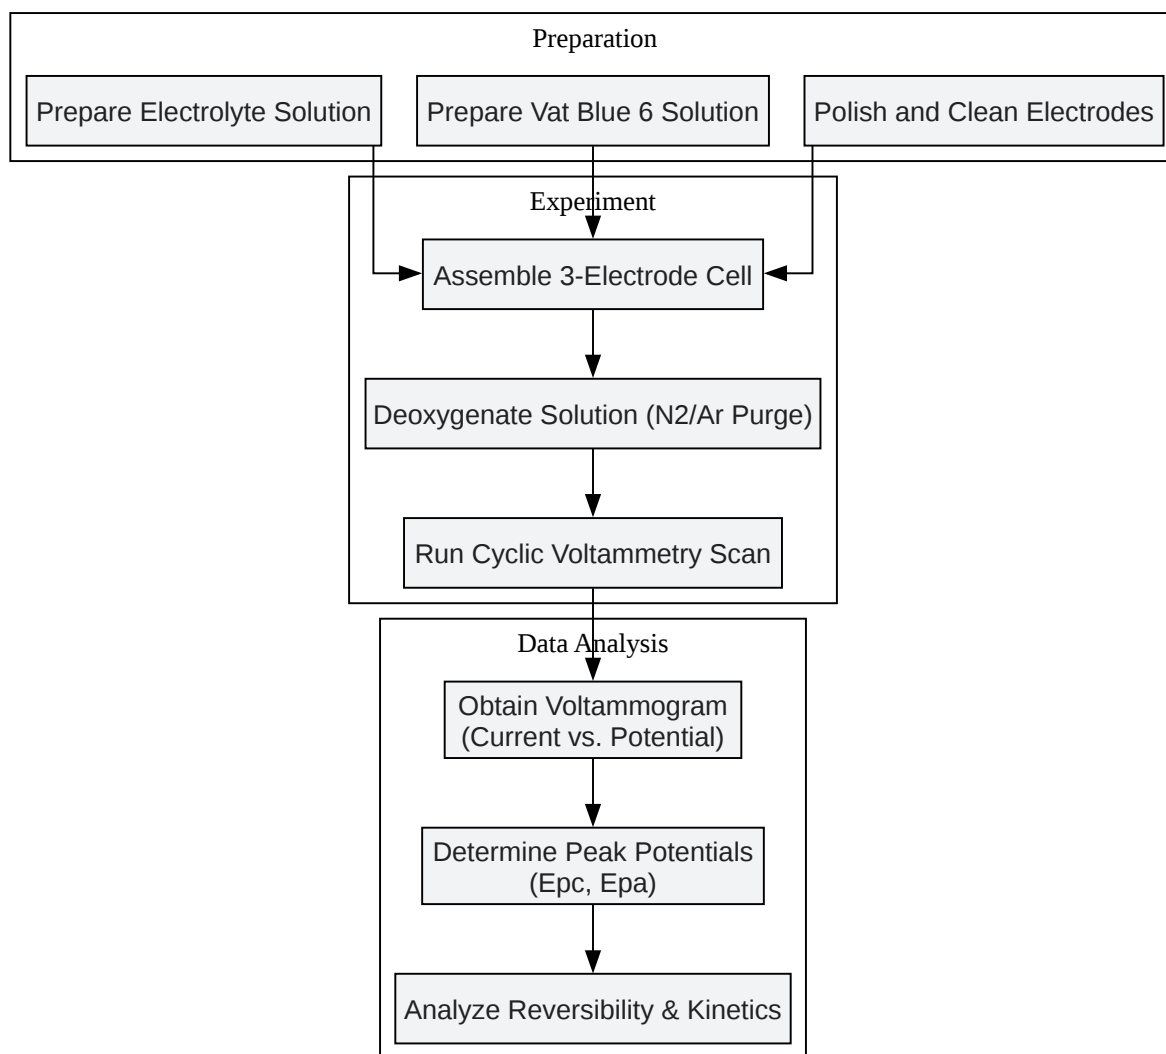 Preparation
Prepare Electrolyte Solution
Prepare Vat Blue 6 Solution
Polish and Clean Electrodes
Experiment
Assemble 3-Electrode Cell
Deoxygenate Solution (N2/Ar Purge)
Run Cyclic Voltammetry Scan
Data Analysis
Obtain Voltammogram
(Current vs. Potential)
Determine Peak Potentials
(Epc, Epa)
Analyze Reversibility & Kinetics